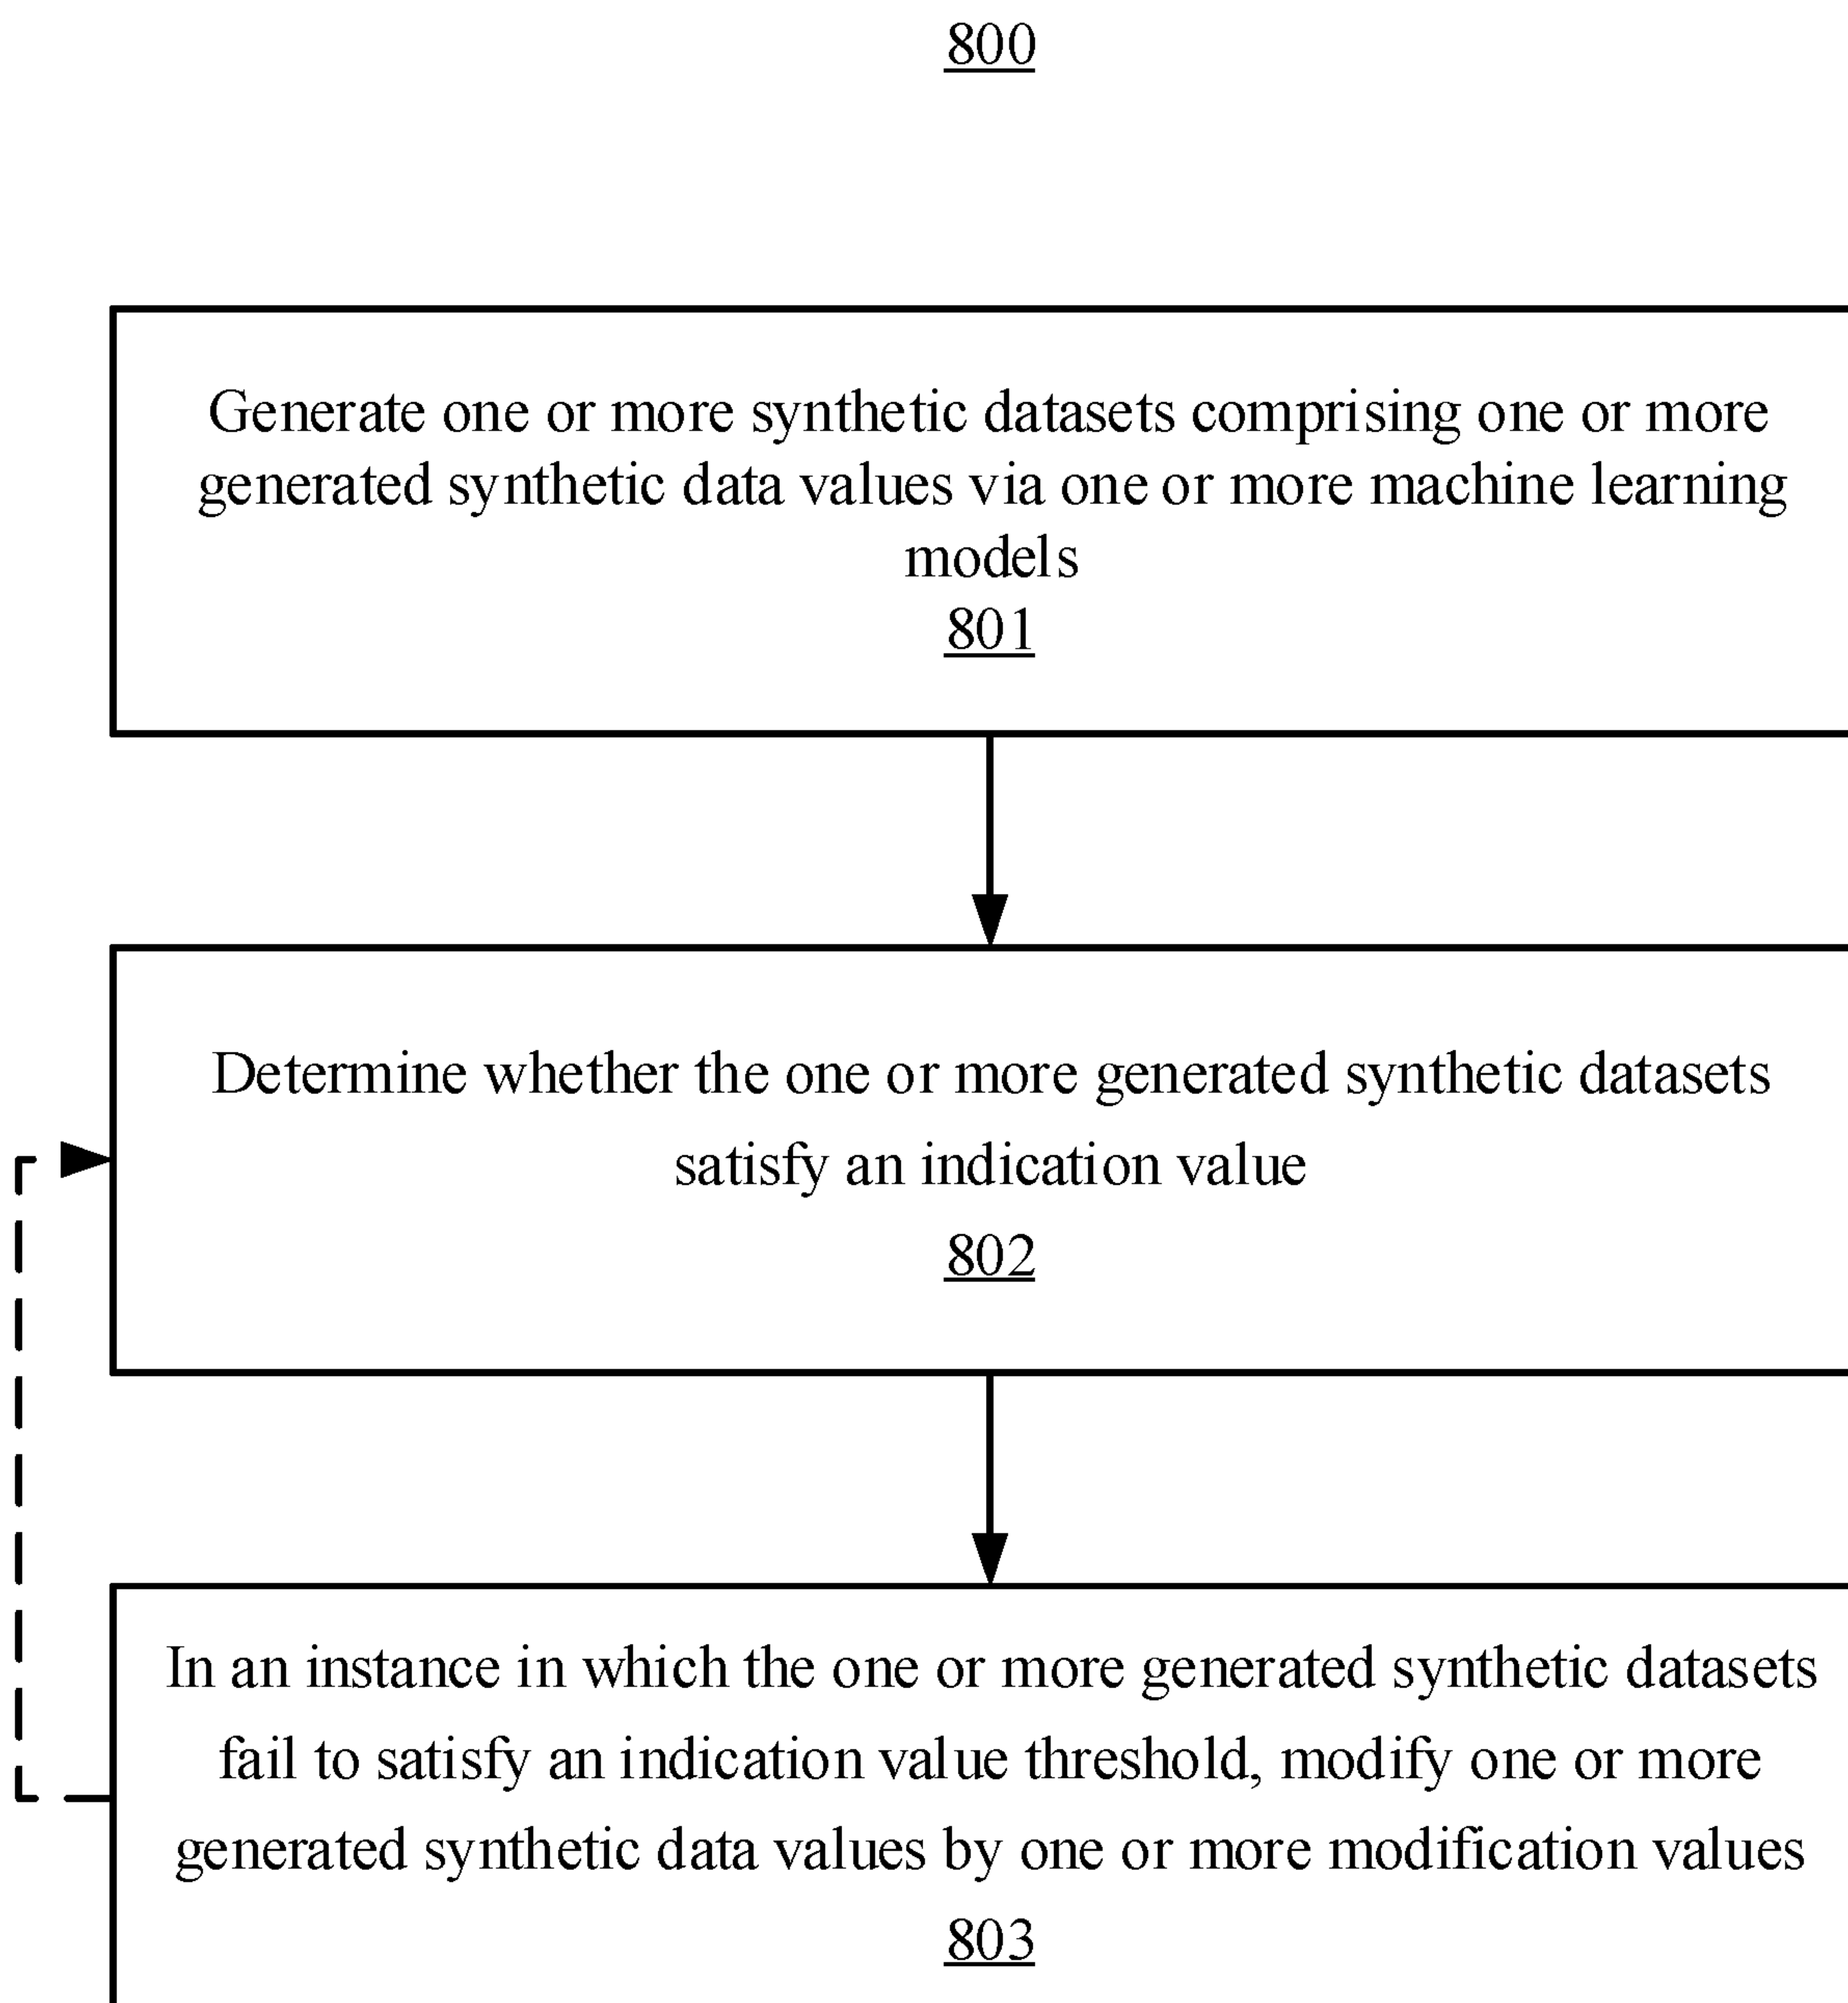 800
Generate one or more synthetic datasets comprising one or more
generated synthetic data values via one or more machine learning
models
801
Determine whether the one or more generated synthetic datasets
satisfy an indication value
802
In an instance in which the one or more generated synthetic datasets
fail to satisfy an indication value threshold, modify one or more
generated synthetic data values by one or more modification values
803